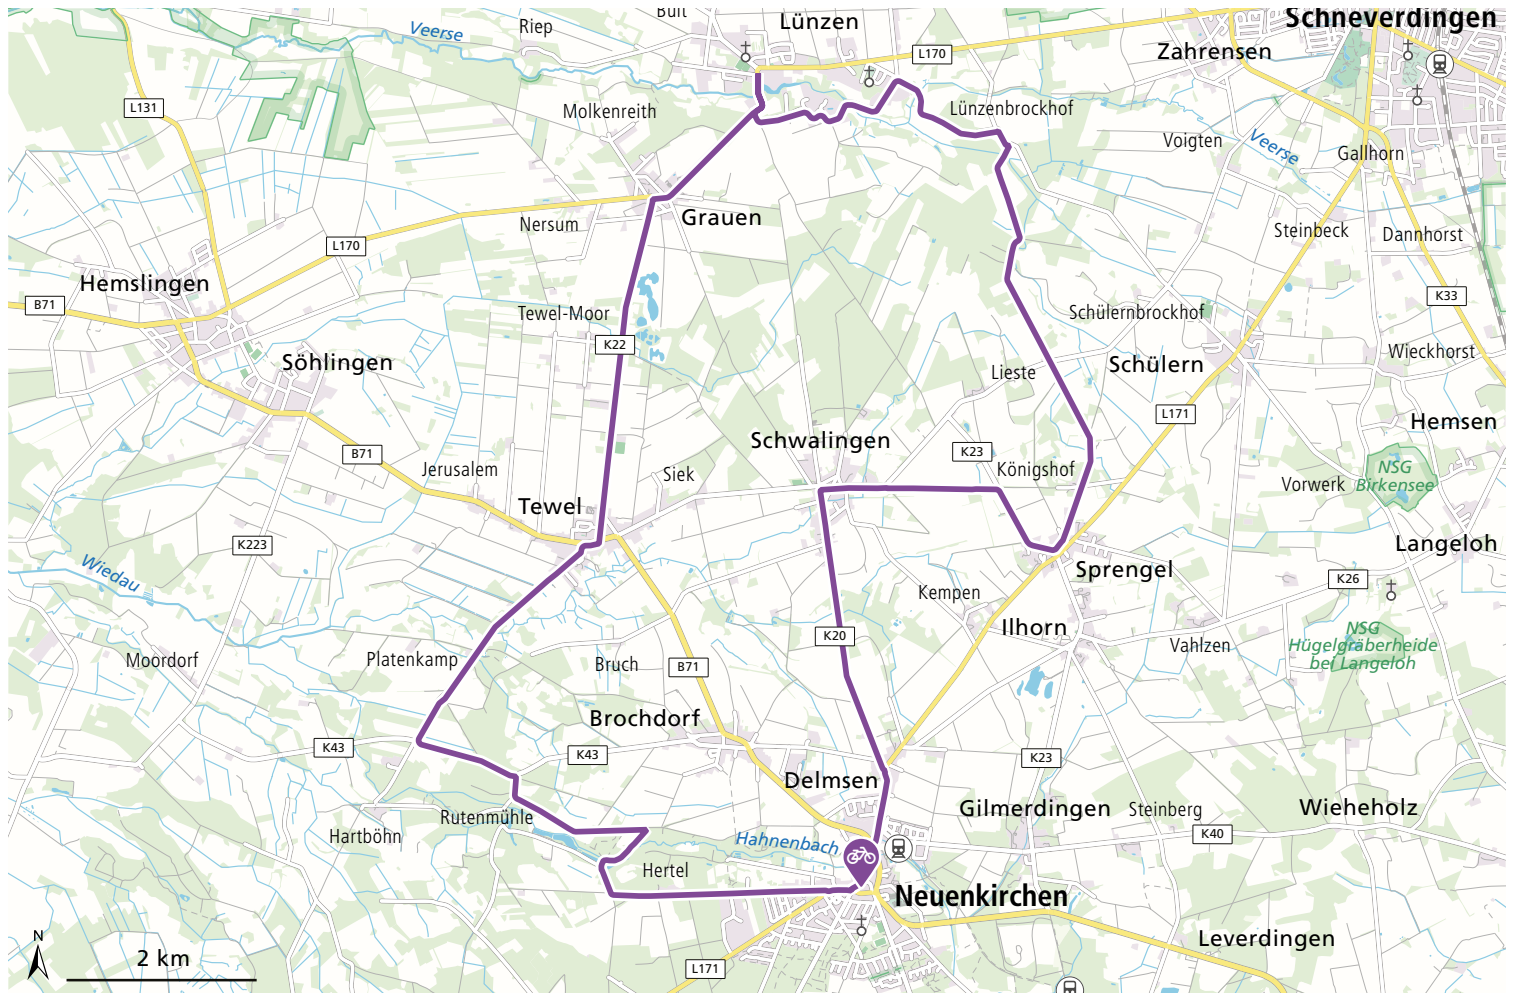 Bult
Lünzen
Schneverdingen
Riep
Veerse
L170
Zahrensen
L131
Molkenreith
Lünzenbrockhof
Voigten
Veerse
Gallhorn
Grauen
Nersum
L170
Steinbeck
Dannhorst
Hemslingen
B71
K33
Tewel-Moor
Schülernbrockhof
K22
Wieckhorst
Söhlingen
Lieste
Schülern
L171
Hemsen
Schwalingen
B71
K23
Jerusalem
Siek
Königshof
NSG
Birkensee
Vorwerk
Tewel
K223
Langeloh
Wiedau
Sprengel
K26
Kempen
Ilhorn
K20
NSG
Hügelgräberheide
bei Langeloh
Vahlzen
Moordorf
Platenkamp
Bruch
B71
Brochdorf
K43
K43
K23
Delmsen
Gilmerdingen
Steinberg
Wieheholz
Rutenmühle
Hartböhn
Hahnenbach
K40
Hertel
Neuenkirchen
Leverdingen
N
2 km
L171